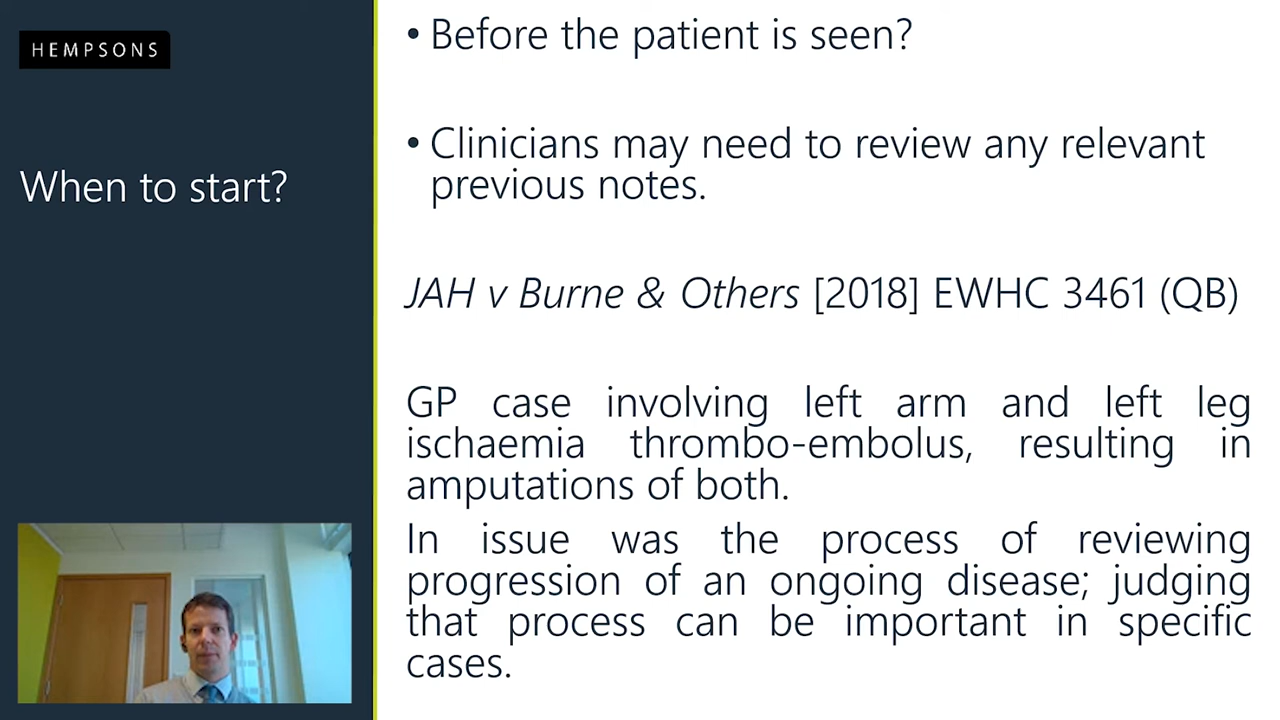 HEMPSONS
When to start?
• Before the patient is seen?
• Clinicians may need to review any relevant
previous notes.
JAH v Burne & Others [2018] EWHC 3461 (QB)
GP case involving left arm and left leg
ischaemia thrombo-embolus, resulting in
amputations of both.
In issue was the process of reviewing
progression of an ongoing disease; judging
that process can be important in specific
cases.